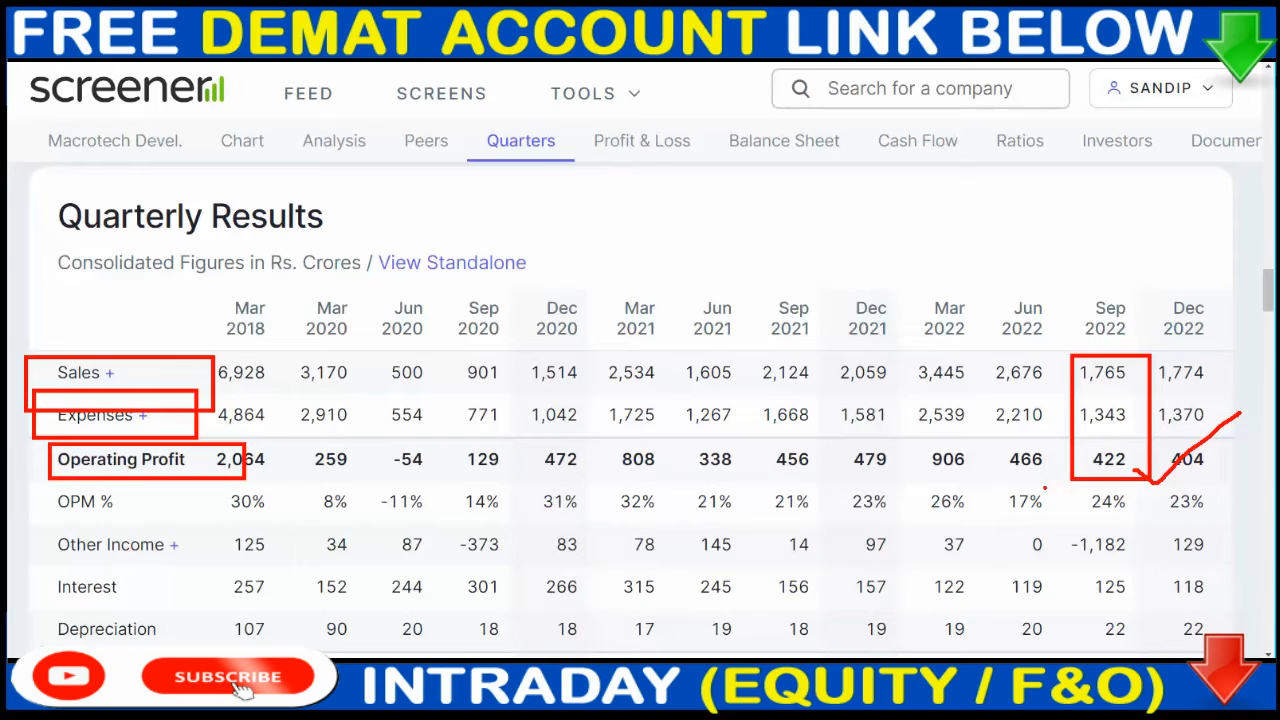 FREE DEMAT ACCOUNT LINK BELOW
screener FEED SCREENS TOOLS Search for a company SANDIP
Macrotech Devel. Chart Analysis Peers Quarters Profit & Loss Balance Sheet Cash Flow Ratios Investors Documer
Quarterly Results
Consolidated Figures in Rs. Crores / View Standalone
Mar Mar Jun Sep Dec Mar Jun Sep Dec Mar Jun Sep Dec
2018 2020 2020 2020 2020 2021 2021 2021 2021 2022 2022 2022 2022
Sales + 6,928 3,170 500 901 1,514 2,534 1,605 2,124 2,059 3,445 2,676 1,765 1,774
Expenses + 4,864 2,910 554 771 1,042 1,725 1,267 1,668 1,581 2,539 2,210 1,343 1,370
Operating Profit 2,064 259 -54 129 472 808 338 456 479 906 466 422 404
OPM % 30% 8% -11% 14% 31% 32% 21% 21% 23% 26% 17% 24% 23%
Other Income + 125 34 87 -373 83 78 145 14 97 37 0 -1,182 129
Interest 257 152 244 301 266 315 245 156 157 122 119 125 118
Depreciation 107 90 20 18 18 17 19 18 19 19 20 22 22
SUBSCRIBE
INTRADAY (EQUITY / F&O)